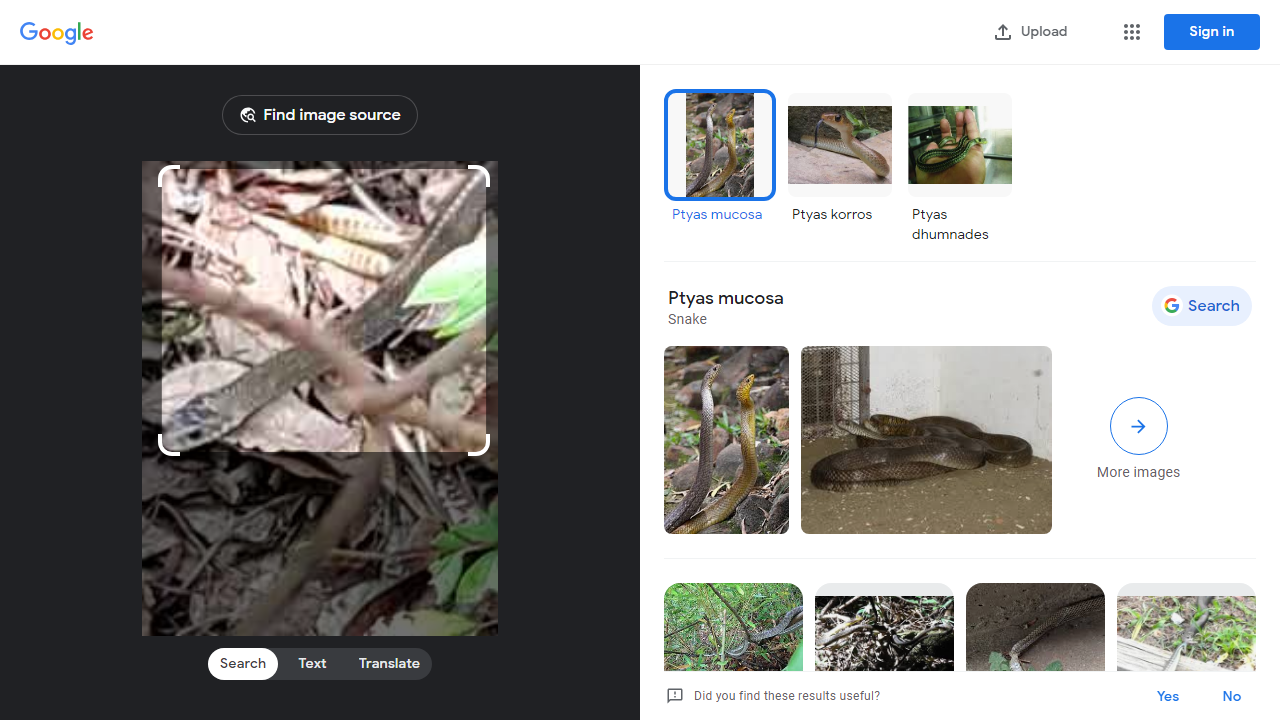 Google
Upload
Sign in
Find image source
Ptyas mucosa
Ptyas korros
Ptyas
dhumnades
Ptyas mucosa
Snake
Search
More images
Search
Text
Translate
Did you find these results useful?
Yes
No